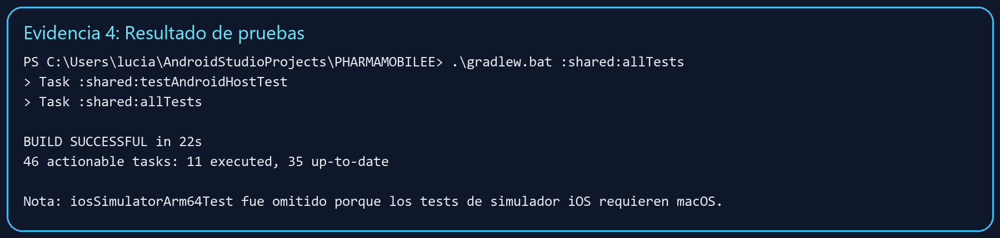 Evidencia 4: Resultado de pruebas
PS C:\Users\lucia\AndroidStudioProjects\PHARMAMOBILEE> .\gradlew.bat :shared:allTests
> Task :shared:testAndroidHostTest
> Task :shared:allTests
BUILD SUCCESSFUL in 22s
46 actionable tasks: 11 executed, 35 up-to-date
Nota: iosSimulatorArm64Test fue omitido porque los tests de simulador iOS requieren macOS.